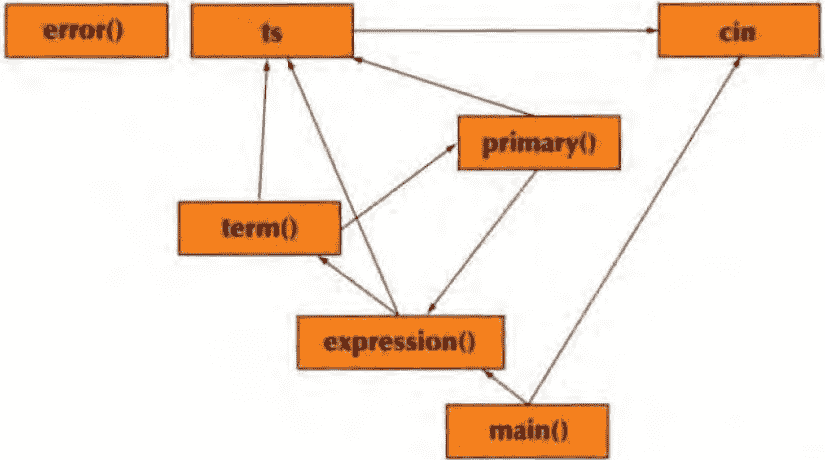 error()
ts
cin
primary()
term()
expression()
main()